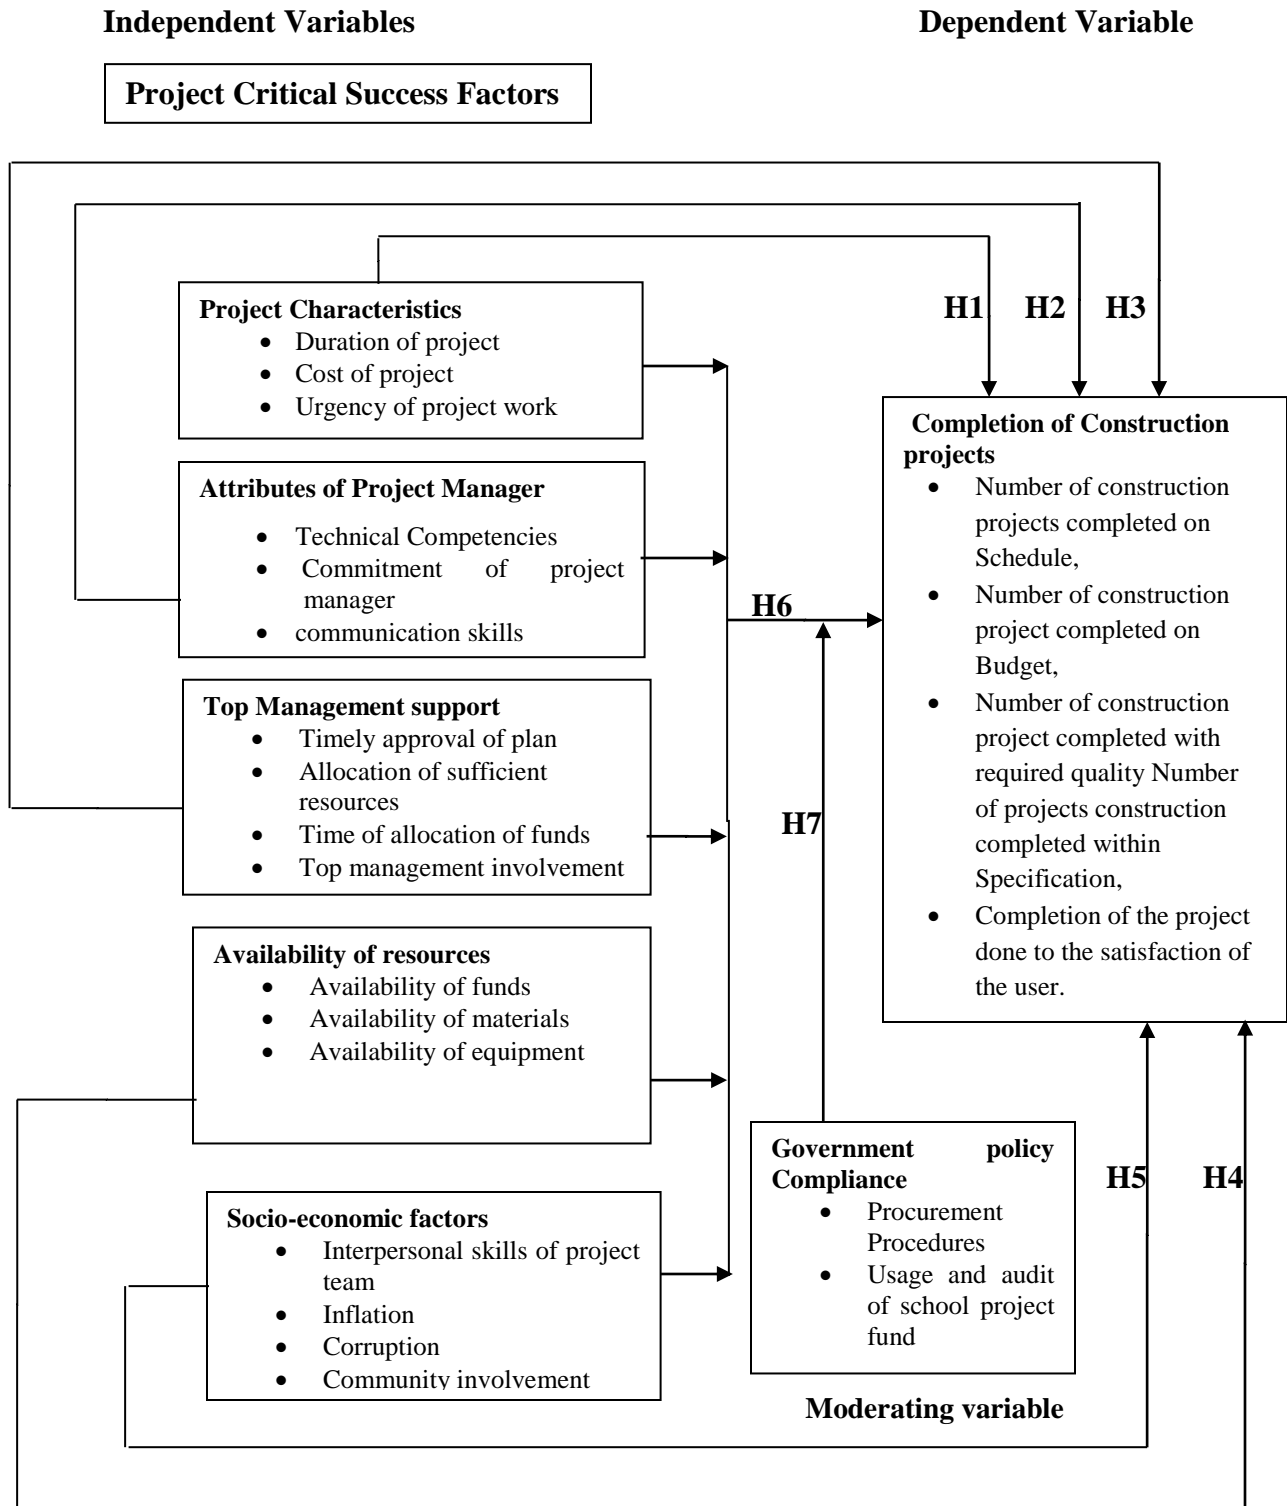 Independent Variables
Dependent Variable
Project Critical Success Factors
H1
H2
H3
Project Characteristics
• Duration of project
• Cost of project
• Urgency of project work
Attributes of Project Manager
• Technical Competencies
• Commitment of project
manager
• communication skills
Top Management support
• Timely approval of plan
• Allocation of sufficient
resources
• Time of allocation of funds
• Top management involvement
Availability of resources
• Availability of funds
• Availability of materials
• Availability of equipment
Socio-economic factors
• Interpersonal skills of project
team
• Inflation
• Corruption
• Community involvement
H6
H7
Completion of Construction
projects
• Number of construction
projects completed on
Schedule,
• Number of construction
project completed on
Budget,
• Number of construction
project completed with
required quality Number
of projects construction
completed within
Specification,
• Completion of the project
done to the satisfaction of
the user.
Government policy
Compliance
• Procurement
Procedures
• Usage and audit
of school project
fund
Moderating variable
H5
H4